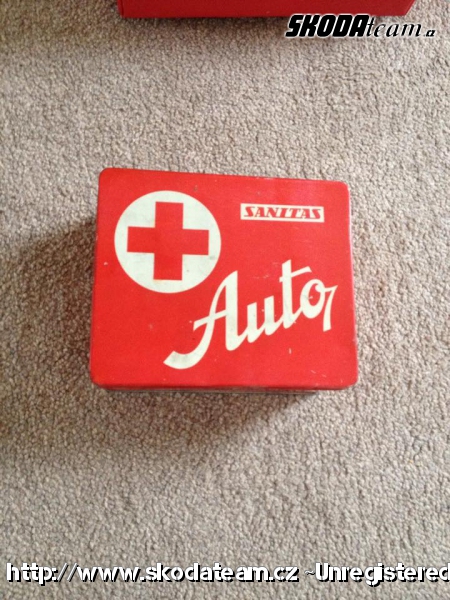 SKODAteam.cz
SANITAS
Auto
http://www.skodateam.cz ~Unregistered